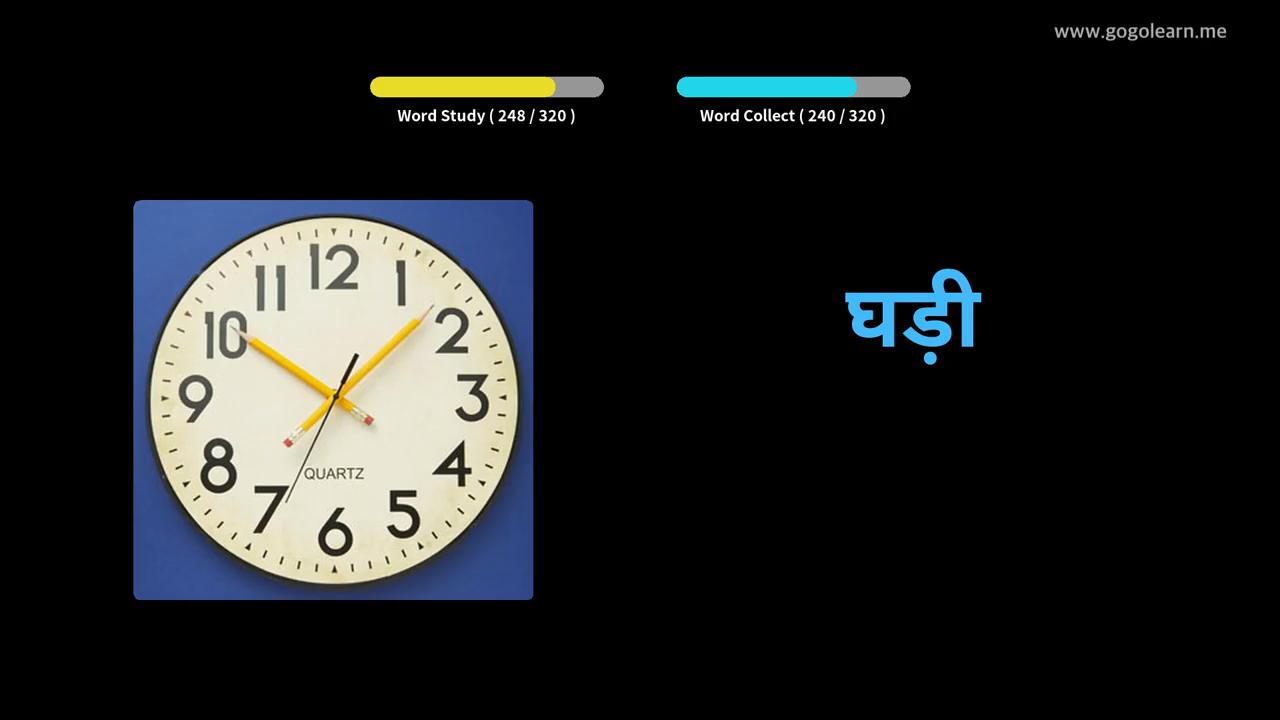 www.gogolearn.me
Word Study ( 248 / 320 )
Word Collect ( 240 / 320 )
12
11
1
10
2
9
3
8
4
QUARTZ
7
5
6
घड़ी